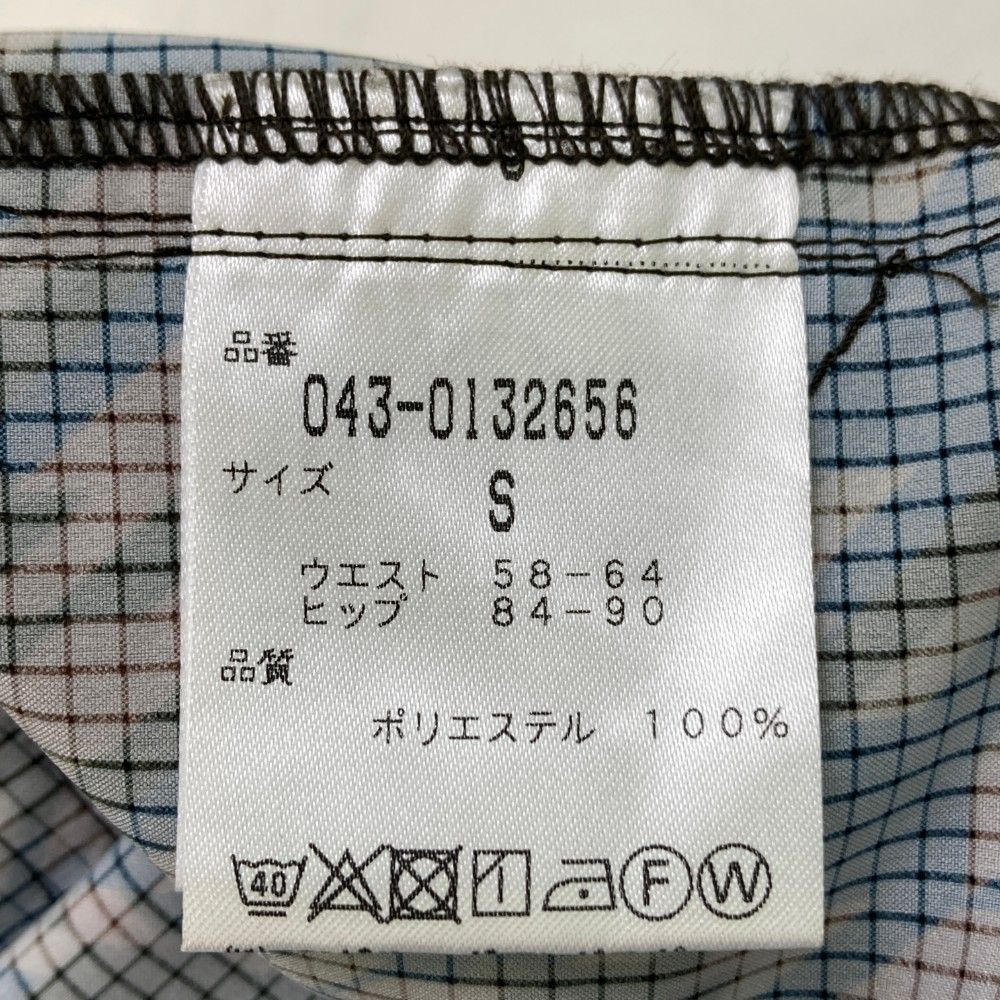 品番
043-0132656
サイズ
S
ウエスト 58-64
ヒップ 84-90
品質
ポリエステル 100%
40 F W